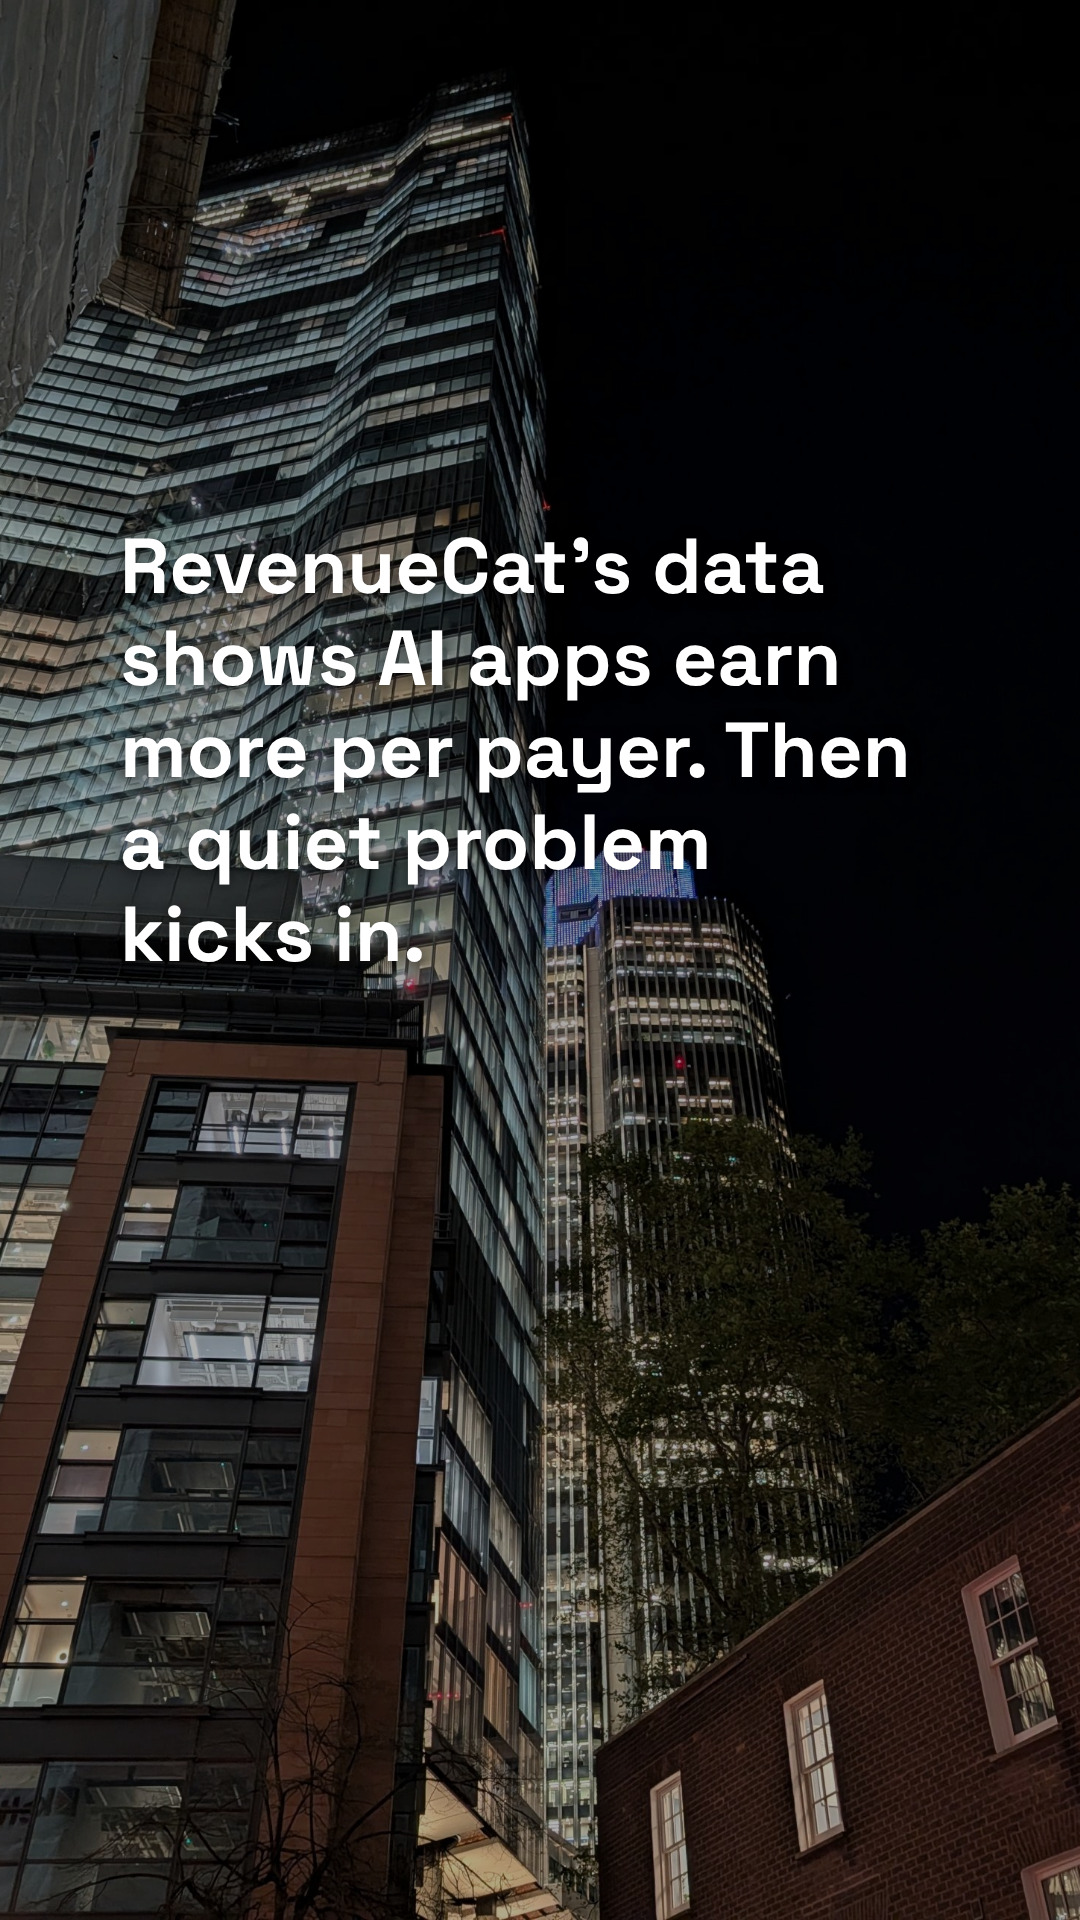 RevenueCat’s data
shows AI apps earn
more per payer. Then
a quiet problem
kicks in.